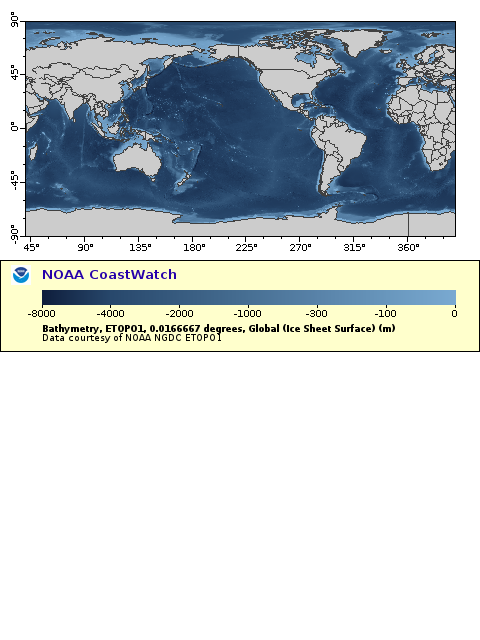 90°
45°
0°
-45°
-90°
45° 90° 135° 180° 225° 270° 315° 360°
NOAA CoastWatch
-8000 -4000 -2000 -1000 -300 -100 0
Bathymetry, ETOPO1, 0.0166667 degrees, Global (Ice Sheet Surface) (m)
Data courtesy of NOAA NGDC ETOPO1